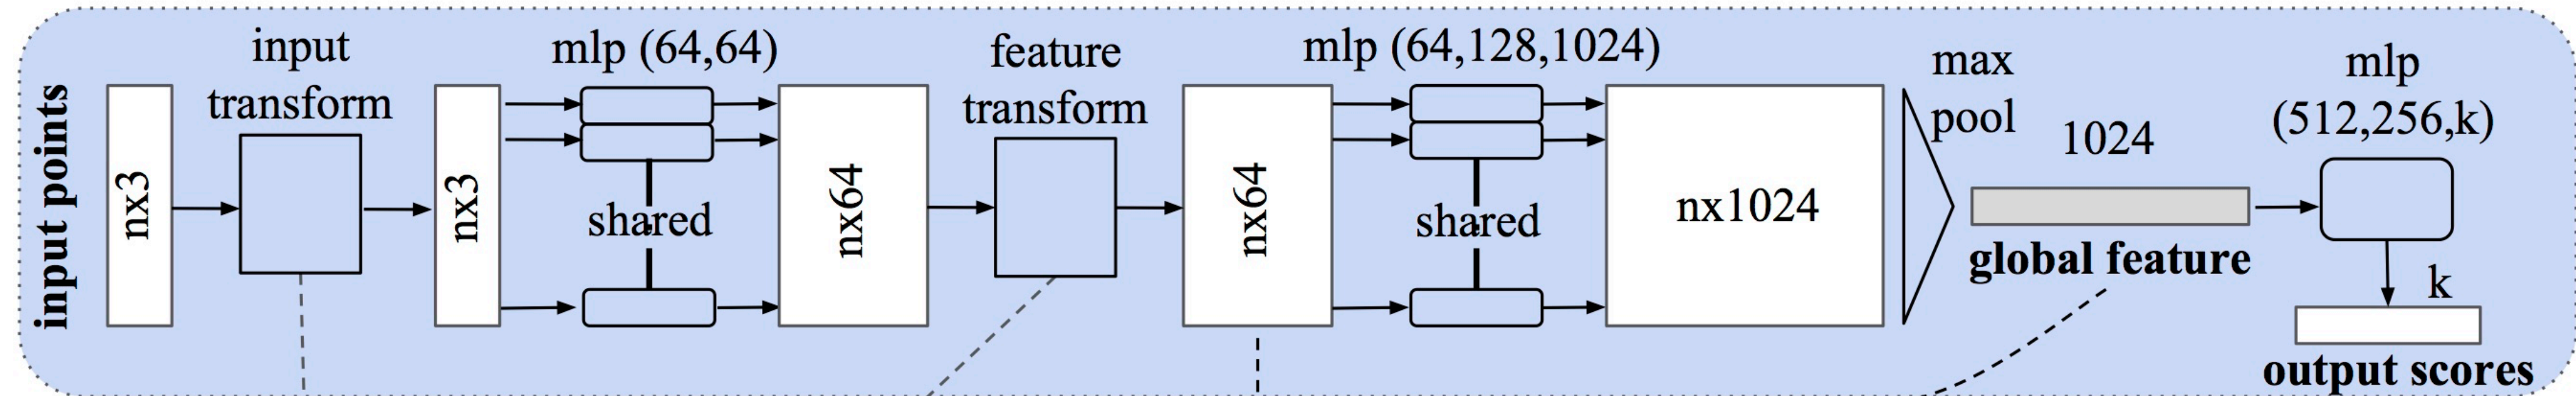 input points
nx3
input
transform
nx3
mlp (64,64)
shared
nx64
feature
transform
nx64
mlp (64,128,1024)
shared
nx1024
max
pool
1024
global feature
mlp
(512,256,k)
k
output scores